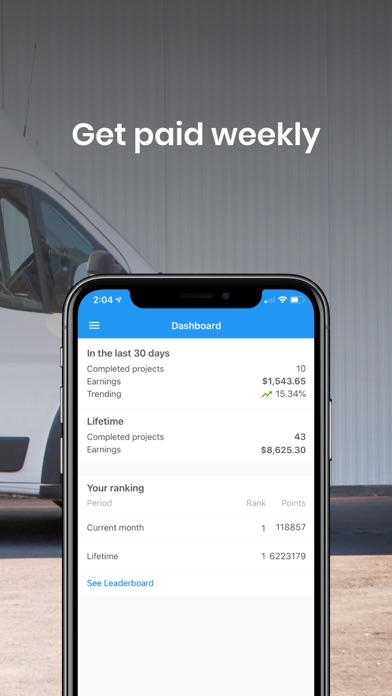 Get paid weekly
2:04
Dashboard
In the last 30 days
Completed projects 10
Earnings $1,543.65
Trending 15.34%
Lifetime
Completed projects 43
Earnings $8,625.30
Your ranking
Period Rank Points
Current month 1 118857
Lifetime 1 6223179
See Leaderboard